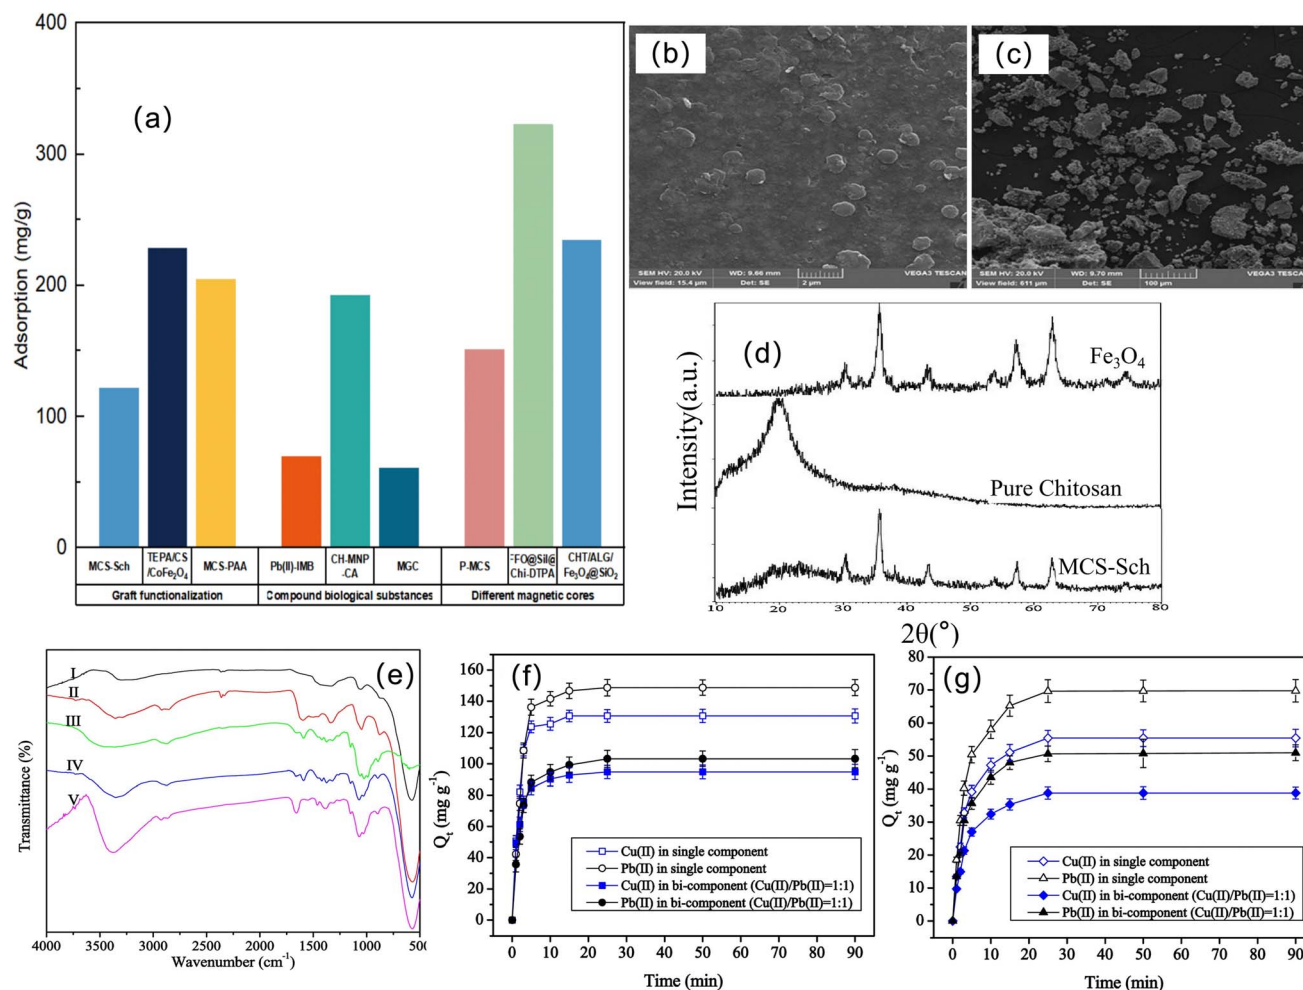 (a)
Adsorption (mg/g)
400
300
200
100
0
MCS-Sch
TEPA/CS
/CoFe₂O₄
MCS-PAA
Pb(II)-IMB
CH-MNP
-CA
MGC
P-MCS
FFO@Sil@
Chi-DTPA
CHT/ALG/
Fe₃O₄@SiO₂
Graft functionalization
Compound biological substances
Different magnetic cores
(b)
SEM HV: 20.0 kV
WD: 9.66 mm
VEGA3 TESCAN
View field: 15.4 µm
Det: SE
2 µm
(c)
SEM HV: 20.0 kV
WD: 9.70 mm
VEGA3 TESCAN
View field: 611 µm
Det: SE
100 µm
(d)
Intensity(a.u.)
Fe₃O₄
Pure Chitosan
MCS-Sch
10 20 30 40 50 60 70 80
2θ(°)
(e)
I
II
III
IV
V
Transmittance (%)
4000 3500 3000 2500 2000 1500 1000 500
Wavenumber (cm⁻¹)
(f)
Qt (mg g⁻¹)
160
150
140
130
120
110
100
90
80
70
60
50
40
30
20
10
0
Cu(II) in single component
Pb(II) in single component
Cu(II) in bi-component (Cu(II)/Pb(II)=1:1)
Pb(II) in bi-component (Cu(II)/Pb(II)=1:1)
0 10 20 30 40 50 60 70 80 90
Time (min)
(g)
Qt (mg g⁻¹)
80
70
60
50
40
30
20
10
0
Cu(II) in single component
Pb(II) in single component
Cu(II) in bi-component (Cu(II)/Pb(II)=1:1)
Pb(II) in bi-component (Cu(II)/Pb(II)=1:1)
0 10 20 30 40 50 60 70 80 90
Time (min)